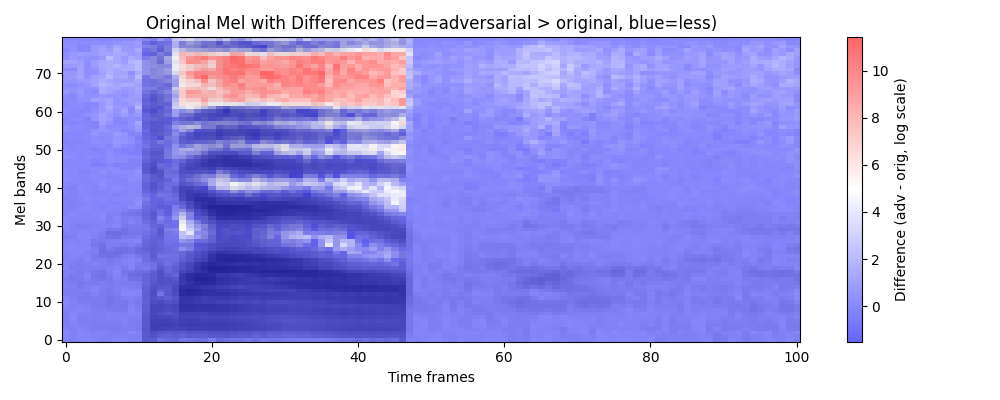 Original Mel with Differences (red=adversarial > original, blue=less)
Mel bands
70
60
50
40
30
20
10
0
0 20 40 60 80 100
Time frames
10
8
6
4
2
0
Difference (adv - orig, log scale)